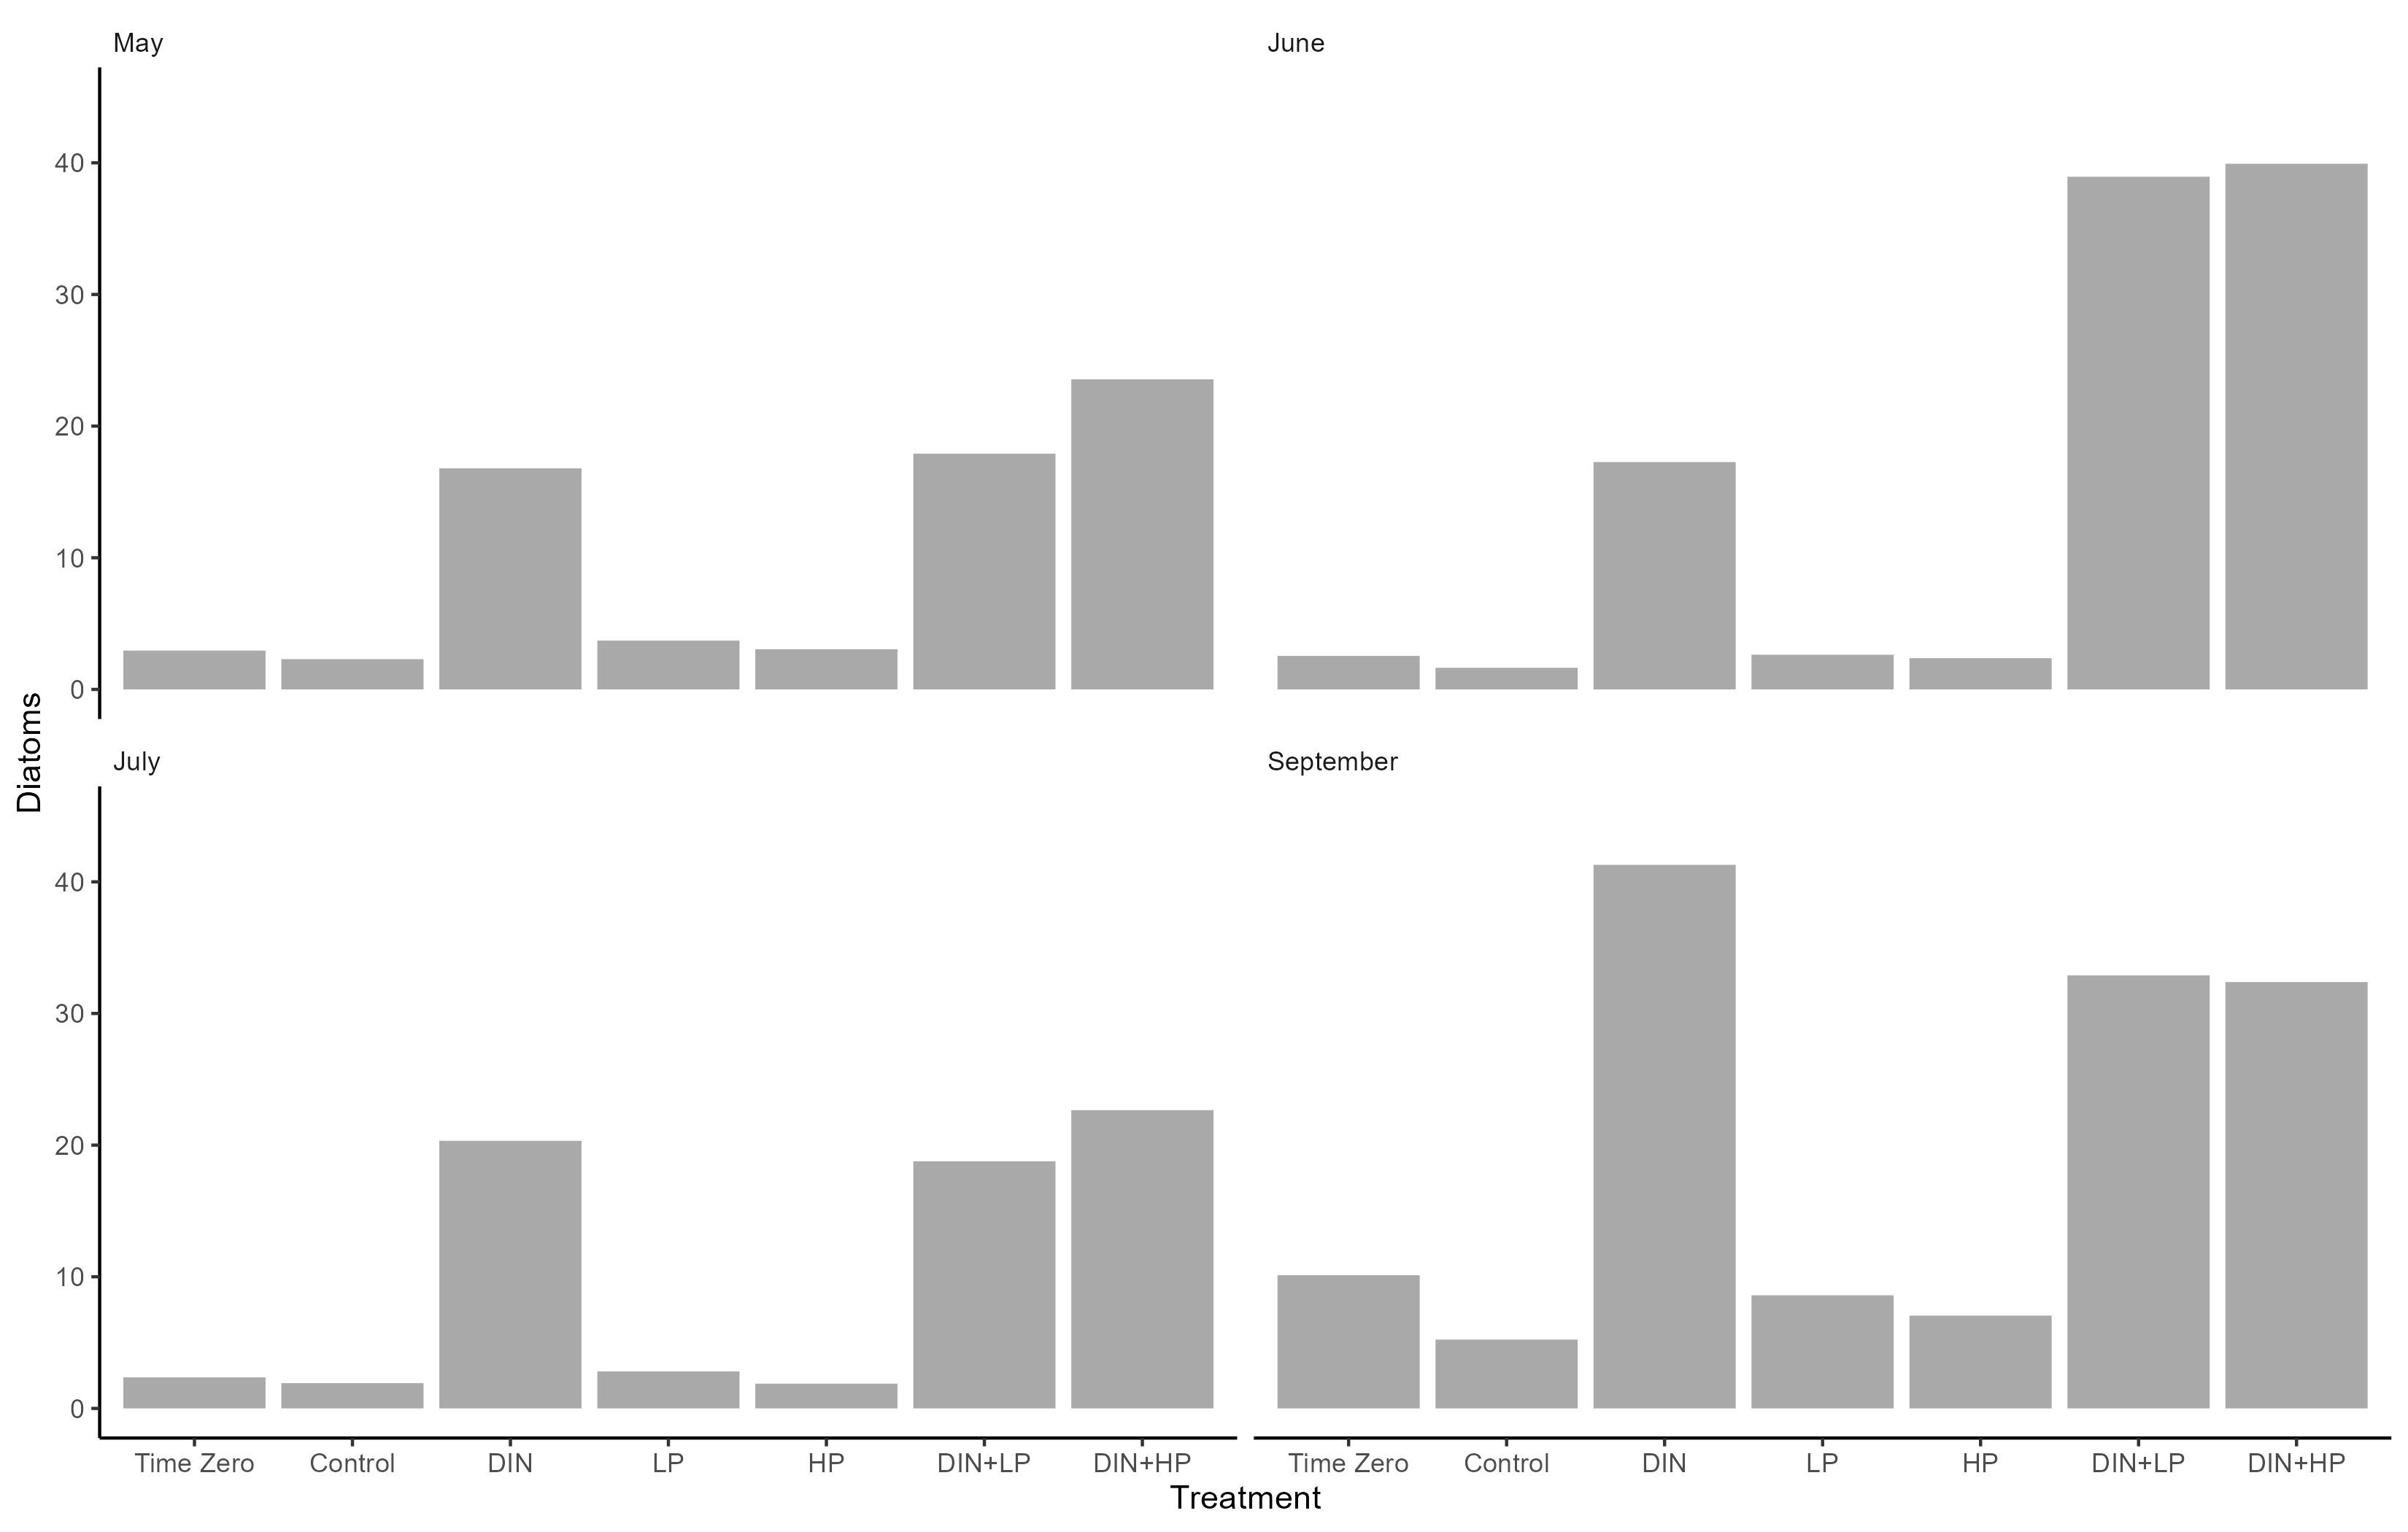 May
June
40
30
20
10
0
Diatoms
July
September
40
30
20
10
0
Time Zero Control DIN LP HP DIN+LP DIN+HP
Time Zero Control DIN LP HP DIN+LP DIN+HP
Treatment